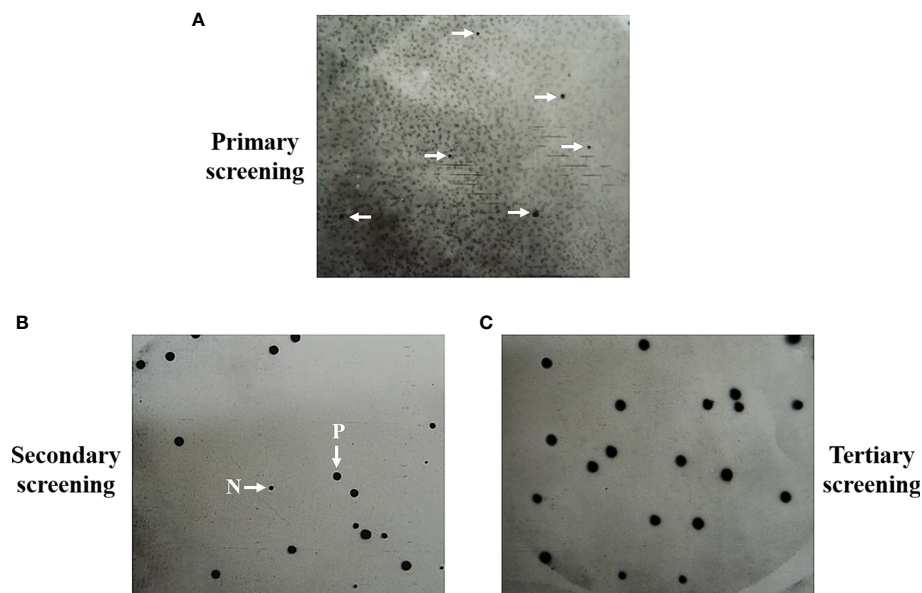 A
Primary
screening
B
Secondary
screening
P
N
C
Tertiary
screening